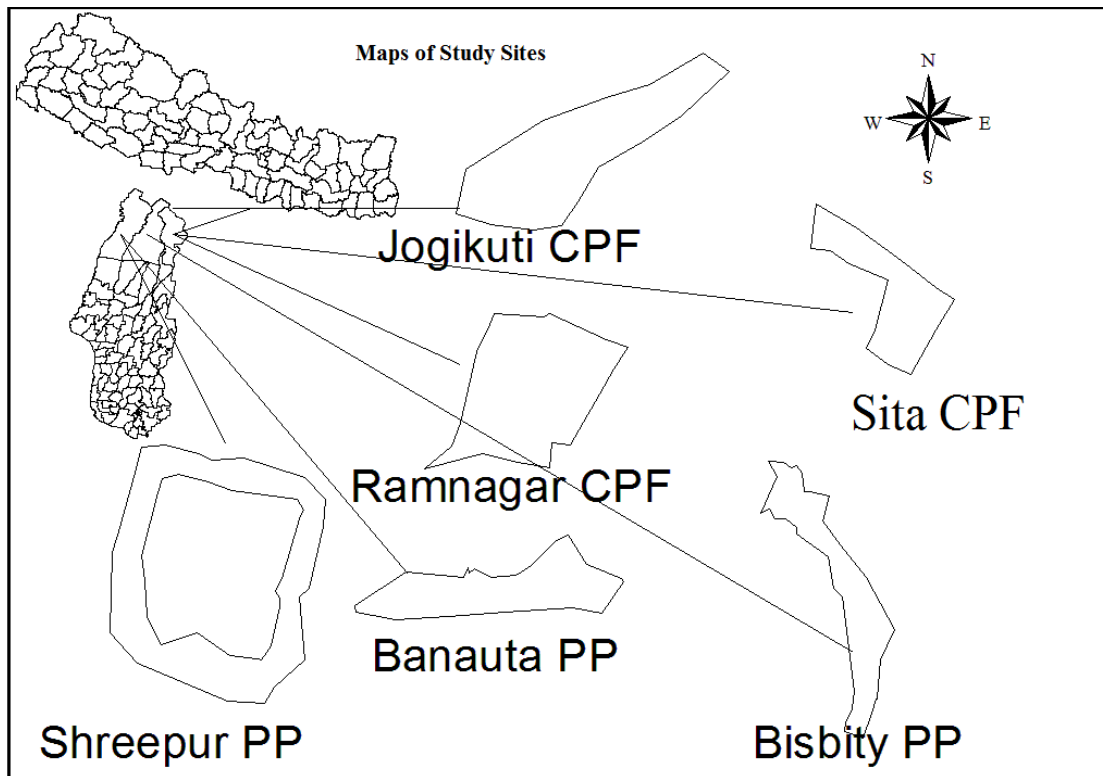 Maps of Study Sites
N
W
E
S
Jogikuti CPF
Sita CPF
Ramnagar CPF
Banauta PP
Shreepur PP
Bisbity PP